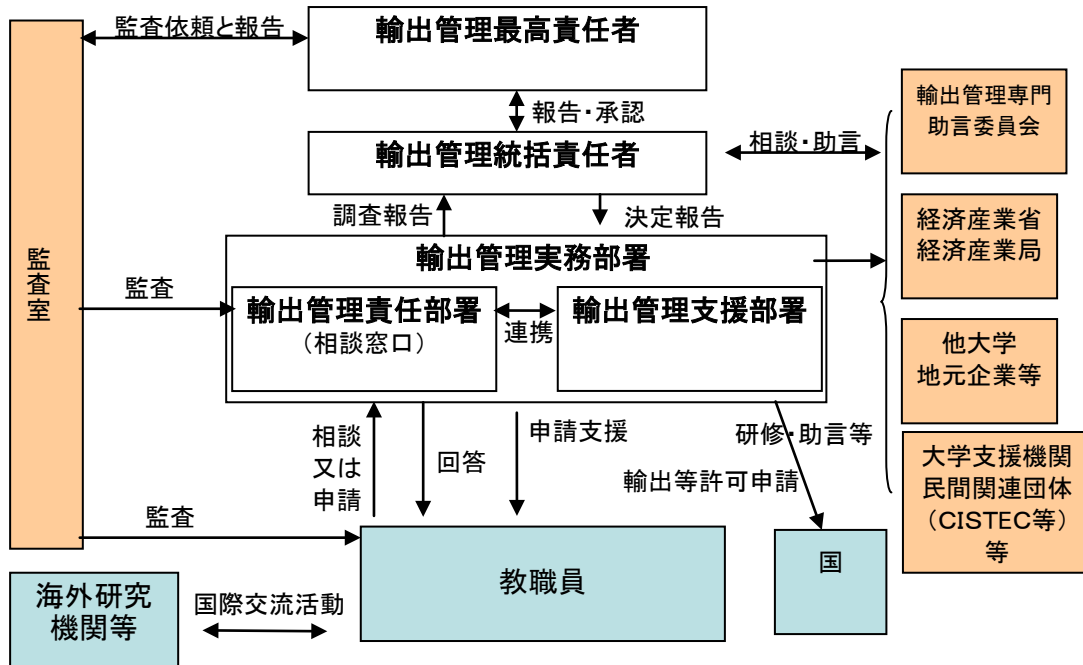 監査依頼と報告
輸出管理最高責任者
報告・承認
輸出管理専門
助言委員会
輸出管理統括責任者
相談・助言
調査報告
決定報告
経済産業省
経済産業局
輸出管理実務部署
監査室
監査
輸出管理責任部署
（相談窓口）
連携
輸出管理支援部署
他大学
地元企業等
相談
又は
申請
回答
申請支援
研修・助言等
輸出等許可申請
大学支援機関
民間関連団体
（CISTEC等）
等
監査
教職員
国
海外研究
機関等
国際交流活動